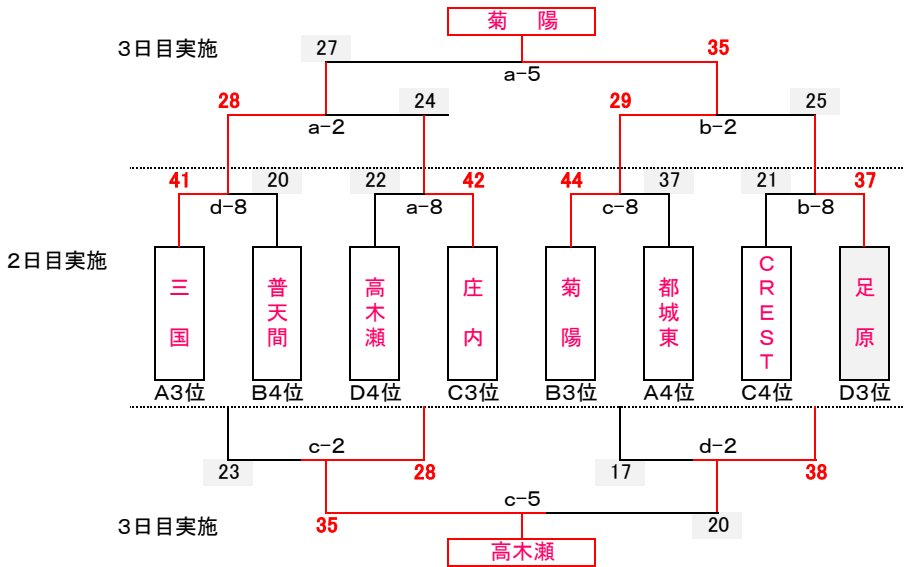 菊 陽
3日目実施
27
35
a-5
28
24
29
25
a-2
b-2
41
20
22
42
44
37
21
37
d-8
a-8
c-8
b-8
2日目実施
三国
普天間
高木瀬
庄内
菊陽
都城東
CREST
足原
A3位
B4位
D4位
C3位
B3位
A4位
C4位
D3位
c-2
d-2
23
28
17
38
c-5
3日目実施
35
20
高木瀬